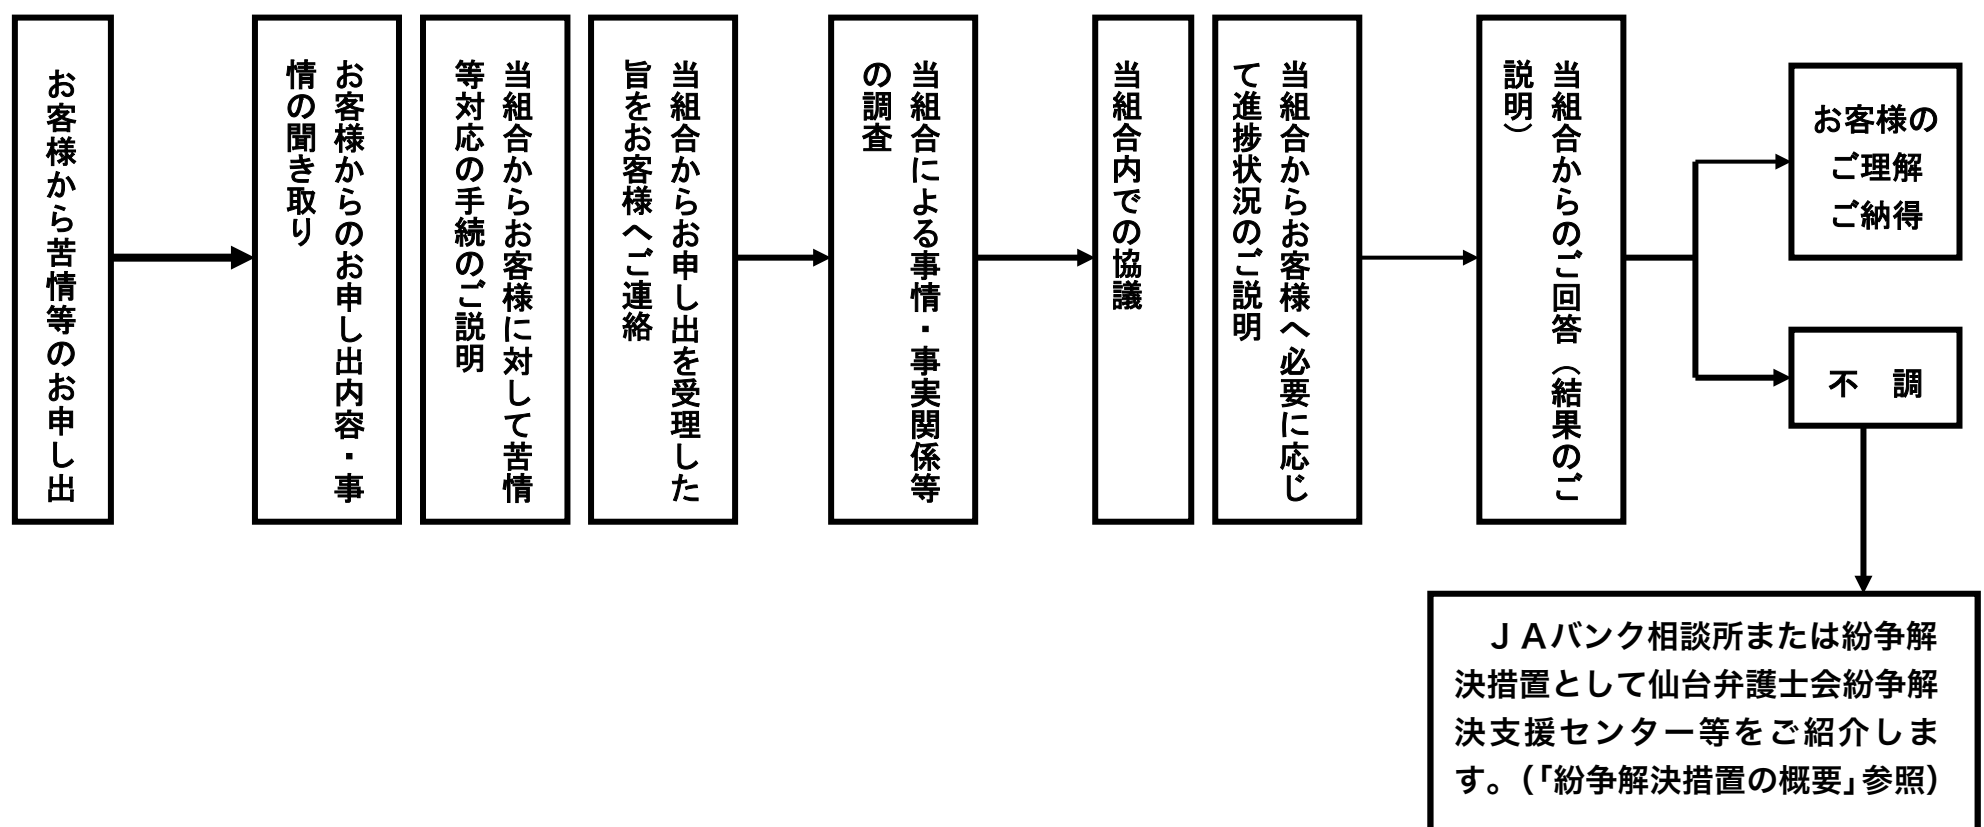 お客様から苦情等のお申し出
お客様からのお申し出内容・事
情の聞き取り
当組合からお客様に対して苦情
等対応の手続のご説明
当組合からお申し出を受理した
旨をお客様へご連絡
当組合による事情・事実関係等
の調査
当組合内での協議
当組合からお客様へ必要に応じ
て進捗状況のご説明
当組合からのご回答（結果のご
説明）
お客様の
ご理解
ご納得
不　調
ＪＡバンク相談所または紛争解
決措置として仙台弁護士会紛争解
決支援センター等をご紹介しま
す。（「紛争解決措置の概要」参照）